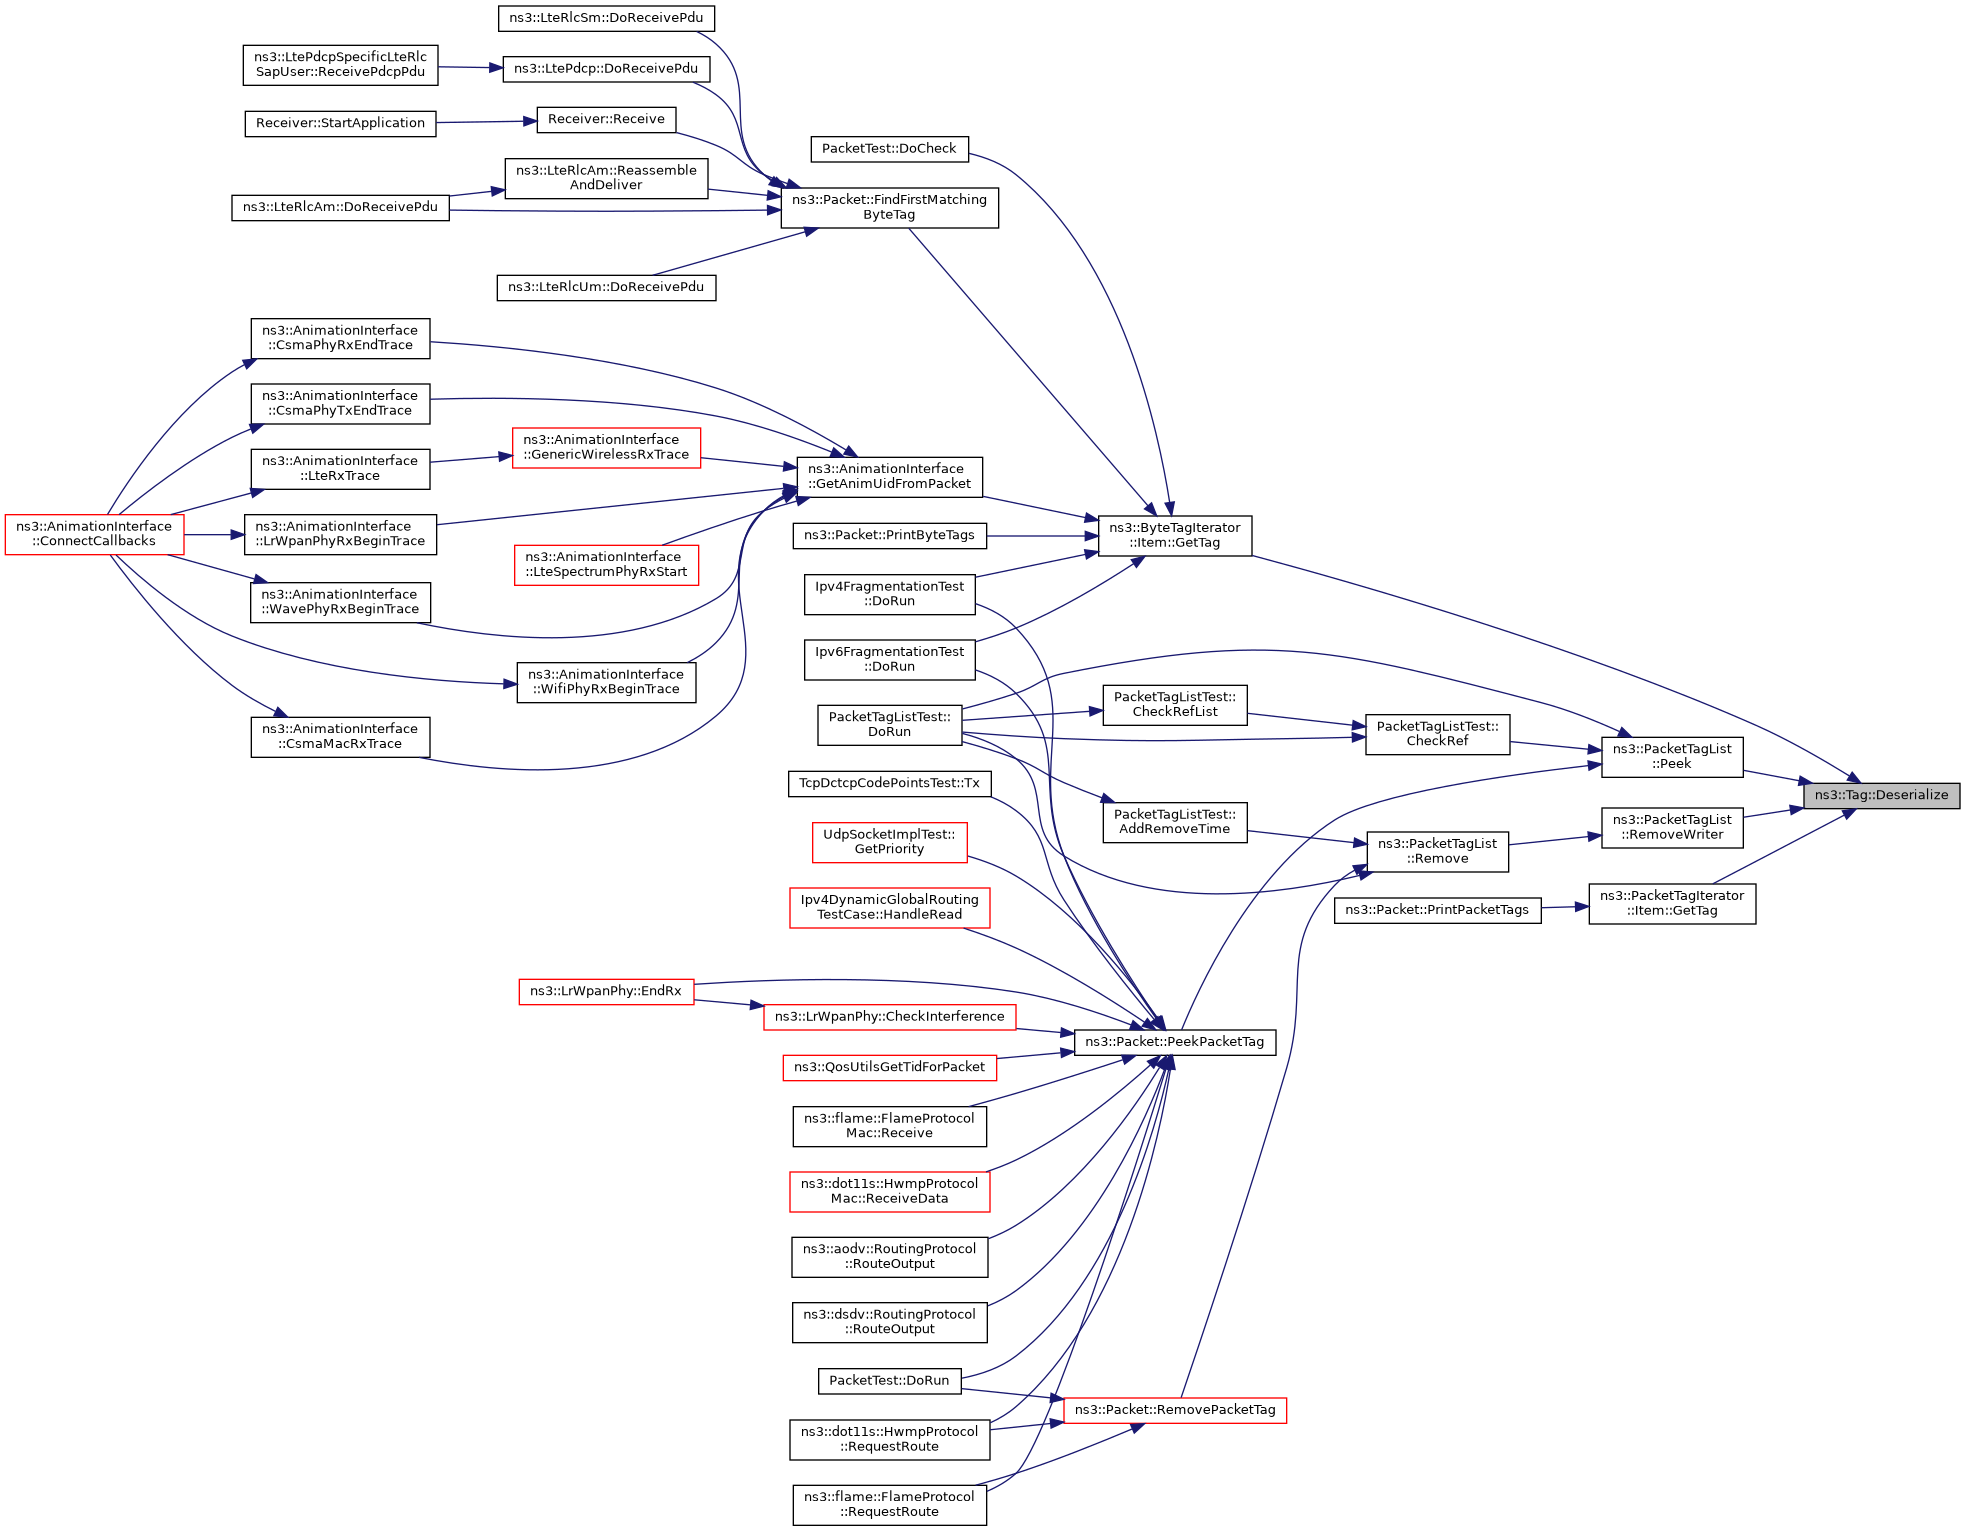 ns3::LteRlcSm::DoReceivePdu
ns3::LtePdcpSpecificLteRlc
SapUser::ReceivePdcpPdu
ns3::LtePdcp::DoReceivePdu
Receiver::StartApplication
Receiver::Receive
PacketTest::DoCheck
ns3::LteRlcAm::Reassemble
AndDeliver
ns3::LteRlcAm::DoReceivePdu
ns3::Packet::FindFirstMatching
ByteTag
ns3::LteRlcUm::DoReceivePdu
ns3::AnimationInterface
::CsmaPhyRxEndTrace
ns3::AnimationInterface
::CsmaPhyTxEndTrace
ns3::AnimationInterface
::GenericWirelessRxTrace
ns3::AnimationInterface
::LteRxTrace
ns3::AnimationInterface
::GetAnimUidFromPacket
ns3::AnimationInterface
::ConnectCallbacks
ns3::AnimationInterface
::LrWpanPhyRxBeginTrace
ns3::Packet::PrintByteTags
ns3::ByteTagIterator
::Item::GetTag
ns3::AnimationInterface
::LteSpectrumPhyRxStart
ns3::AnimationInterface
::WavePhyRxBeginTrace
Ipv4FragmentationTest
::DoRun
Ipv6FragmentationTest
::DoRun
ns3::AnimationInterface
::WifiPhyRxBeginTrace
PacketTagListTest::
CheckRefList
ns3::AnimationInterface
::CsmaMacRxTrace
PacketTagListTest::
DoRun
PacketTagListTest::
CheckRef
ns3::PacketTagList
::Peek
TcpDctcpCodePointsTest::Tx
ns3::Tag::Deserialize
PacketTagListTest::
AddRemoveTime
ns3::PacketTagList
::RemoveWriter
UdpSocketImplTest::
GetPriority
ns3::PacketTagList
::Remove
Ipv4DynamicGlobalRouting
TestCase::HandleRead
ns3::Packet::PrintPacketTags
ns3::PacketTagIterator
::Item::GetTag
ns3::LrWpanPhy::EndRx
ns3::LrWpanPhy::CheckInterference
ns3::Packet::PeekPacketTag
ns3::QosUtilsGetTidForPacket
ns3::flame::FlameProtocol
Mac::Receive
ns3::dot11s::HwmpProtocol
Mac::ReceiveData
ns3::aodv::RoutingProtocol
::RouteOutput
ns3::dsdv::RoutingProtocol
::RouteOutput
PacketTest::DoRun
ns3::Packet::RemovePacketTag
ns3::dot11s::HwmpProtocol
::RequestRoute
ns3::flame::FlameProtocol
::RequestRoute